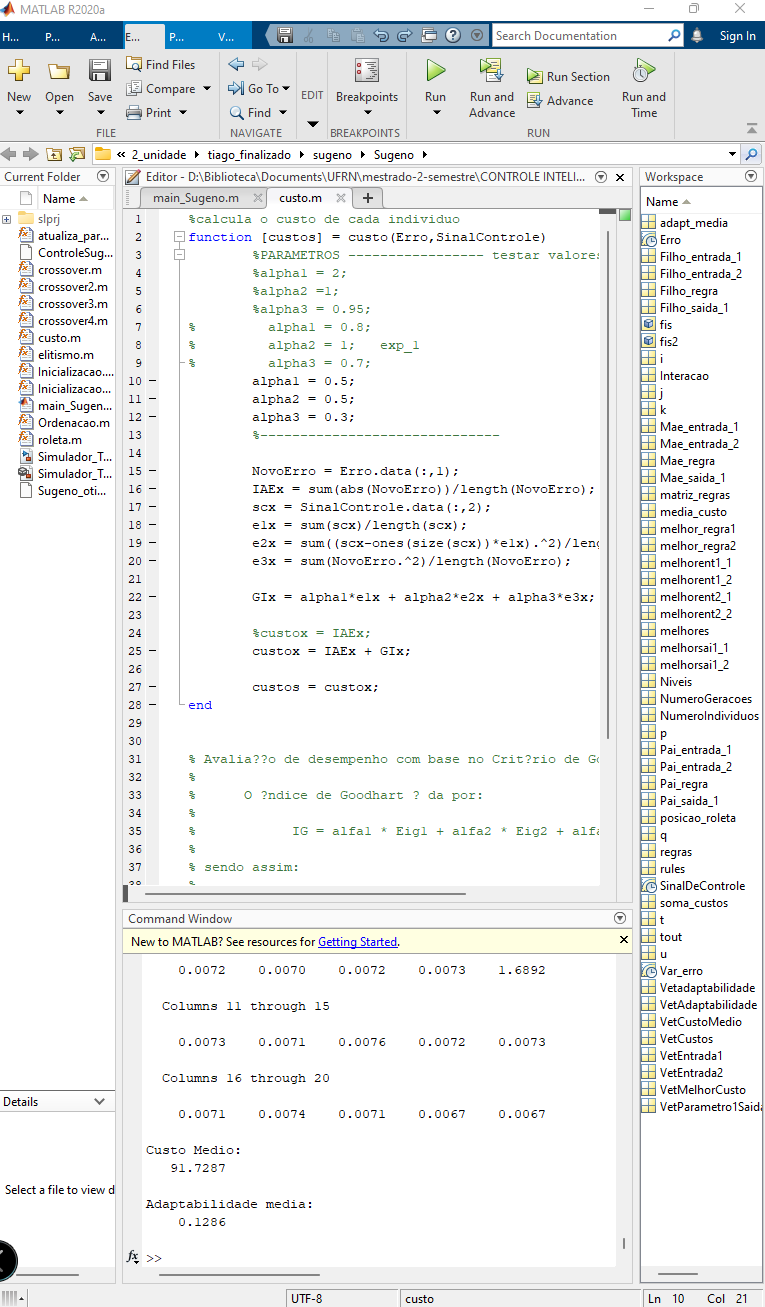 MATLAB R2020a
H... P... A... E... P... V... Search Documentation Sign In
New Open Save Find Files Compare Print
Go To Find
EDIT Breakpoints
Run Run and Advance Run Section Advance Run and Time
FILE NAVIGATE BREAKPOINTS RUN
« 2_unidade tiago_finalizado sugeno Sugeno
Current Folder
Name
slprj
atualiza_par...
ControleSug...
crossover.m
crossover2.m
crossover3.m
crossover4.m
custo.m
elitismo.m
Inicializacao....
Inicializacao...
main_Sugen...
Ordenacao.m
roleta.m
Simulador_T...
Simulador_T...
Sugeno_oti...
Details
Select a file to view d
Editor - D:\Biblioteca\Documents\UFRN\mestrado-2-semestre\CONTROLE INTELI...
main_Sugeno.m custo.m
1 %calcula o custo de cada individuo
2 function [custos] = custo(Erro,SinalControle)
3 %PARAMETROS ----------------- testar valores
4 %alpha1 = 2;
5 %alpha2 =1;
6 %alpha3 = 0.95;
7 % alpha1 = 0.8;
8 % alpha2 = 1; exp_1
9 % alpha3 = 0.7;
10 alpha1 = 0.5;
11 alpha2 = 0.5;
12 alpha3 = 0.3;
13 %------------------------------
14
15 NovoErro = Erro.data(:,1);
16 IAEx = sum(abs(NovoErro))/length(NovoErro);
17 scx = SinalControle.data(:,2);
18 e1x = sum(scx)/length(scx);
19 e2x = sum((scx-ones(size(scx))*e1x).^2)/leng
20 e3x = sum(NovoErro.^2)/length(NovoErro);
21
22 GIx = alpha1*e1x + alpha2*e2x + alpha3*e3x;
23
24 %custox = IAEx;
25 custox = IAEx + GIx;
26
27 custos = custox;
28 end
29
30
31 % Avalia??o de desempenho com base no Crit?rio de Go
32 %
33 % O ?ndice de Goodhart ? da por:
34 %
35 % IG = alfa1 * Eig1 + alfa2 * Eig2 + alfa
36 %
37 % sendo assim:
38 %
Command Window
New to MATLAB? See resources for Getting Started.
0.0072 0.0070 0.0072 0.0073 1.6892
Columns 11 through 15
0.0073 0.0071 0.0076 0.0072 0.0073
Columns 16 through 20
0.0071 0.0074 0.0071 0.0067 0.0067
Custo Medio:
91.7287
Adaptabilidade media:
0.1286
fx >>
Workspace
Name
adapt_media
Erro
Filho_entrada_1
Filho_entrada_2
Filho_regra
Filho_saida_1
fis
fis2
i
Interacao
j
k
Mae_entrada_1
Mae_entrada_2
Mae_regra
Mae_saida_1
matriz_regras
media_custo
melhor_regra1
melhor_regra2
melhorent1_1
melhorent1_2
melhorent2_1
melhorent2_2
melhores
melhorsai1_1
melhorsai1_2
Niveis
NumeroGeracoes
NumeroIndividuos
p
Pai_entrada_1
Pai_entrada_2
Pai_regra
Pai_saida_1
posicao_roleta
q
regras
rules
SinalDeControle
soma_custos
t
tout
u
Var_erro
Vetadaptabilidade
VetAdaptabilidade
VetCustoMedio
VetCustos
VetEntrada1
VetEntrada2
VetMelhorCusto
VetParametro1Saida
UTF-8 custo Ln 10 Col 21